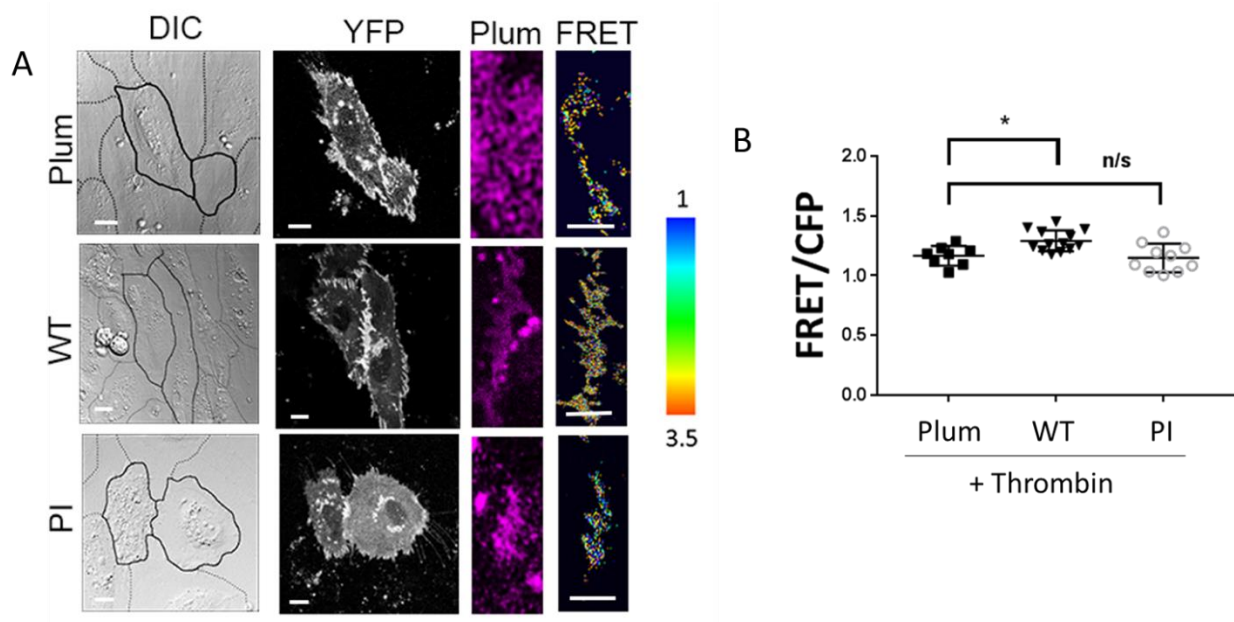 A
DIC YFP Plum FRET
Plum
WT
PI
1
3.5
B
*
n/s
FRET/CFP
2.0
1.5
1.0
0.5
0.0
Plum WT PI
+ Thrombin